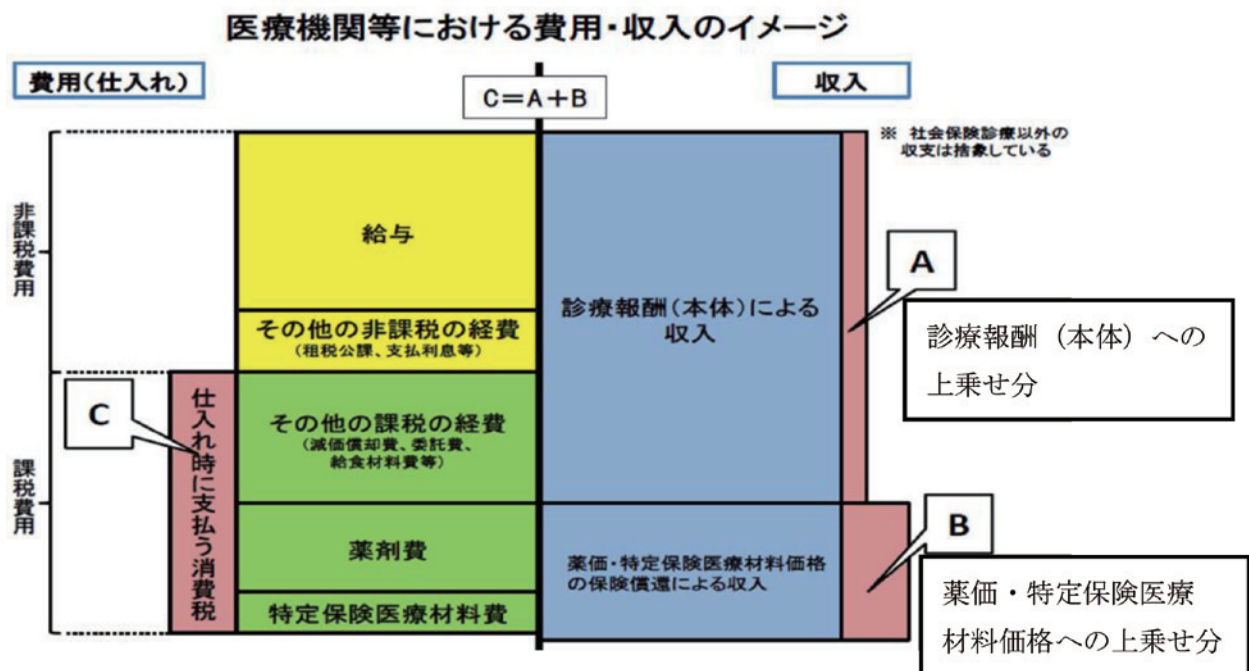 医療機関等における費用・収入のイメージ
費用(仕入れ)
C=A+B
収入
※ 社会保険診療以外の
収支は捨象している
非課税費用
給与
その他の非課税の経費
(租税公課、支払利息等)
診療報酬(本体)による
収入
A
診療報酬（本体）への
上乗せ分
課税費用
C
仕入れ時に支払う消費税
その他の課税の経費
(減価償却費、委託費、
給食材料費等)
薬剤費
特定保険医療材料費
薬価・特定保険医療材料価格
の保険償還による収入
B
薬価・特定保険医療
材料価格への上乗せ分